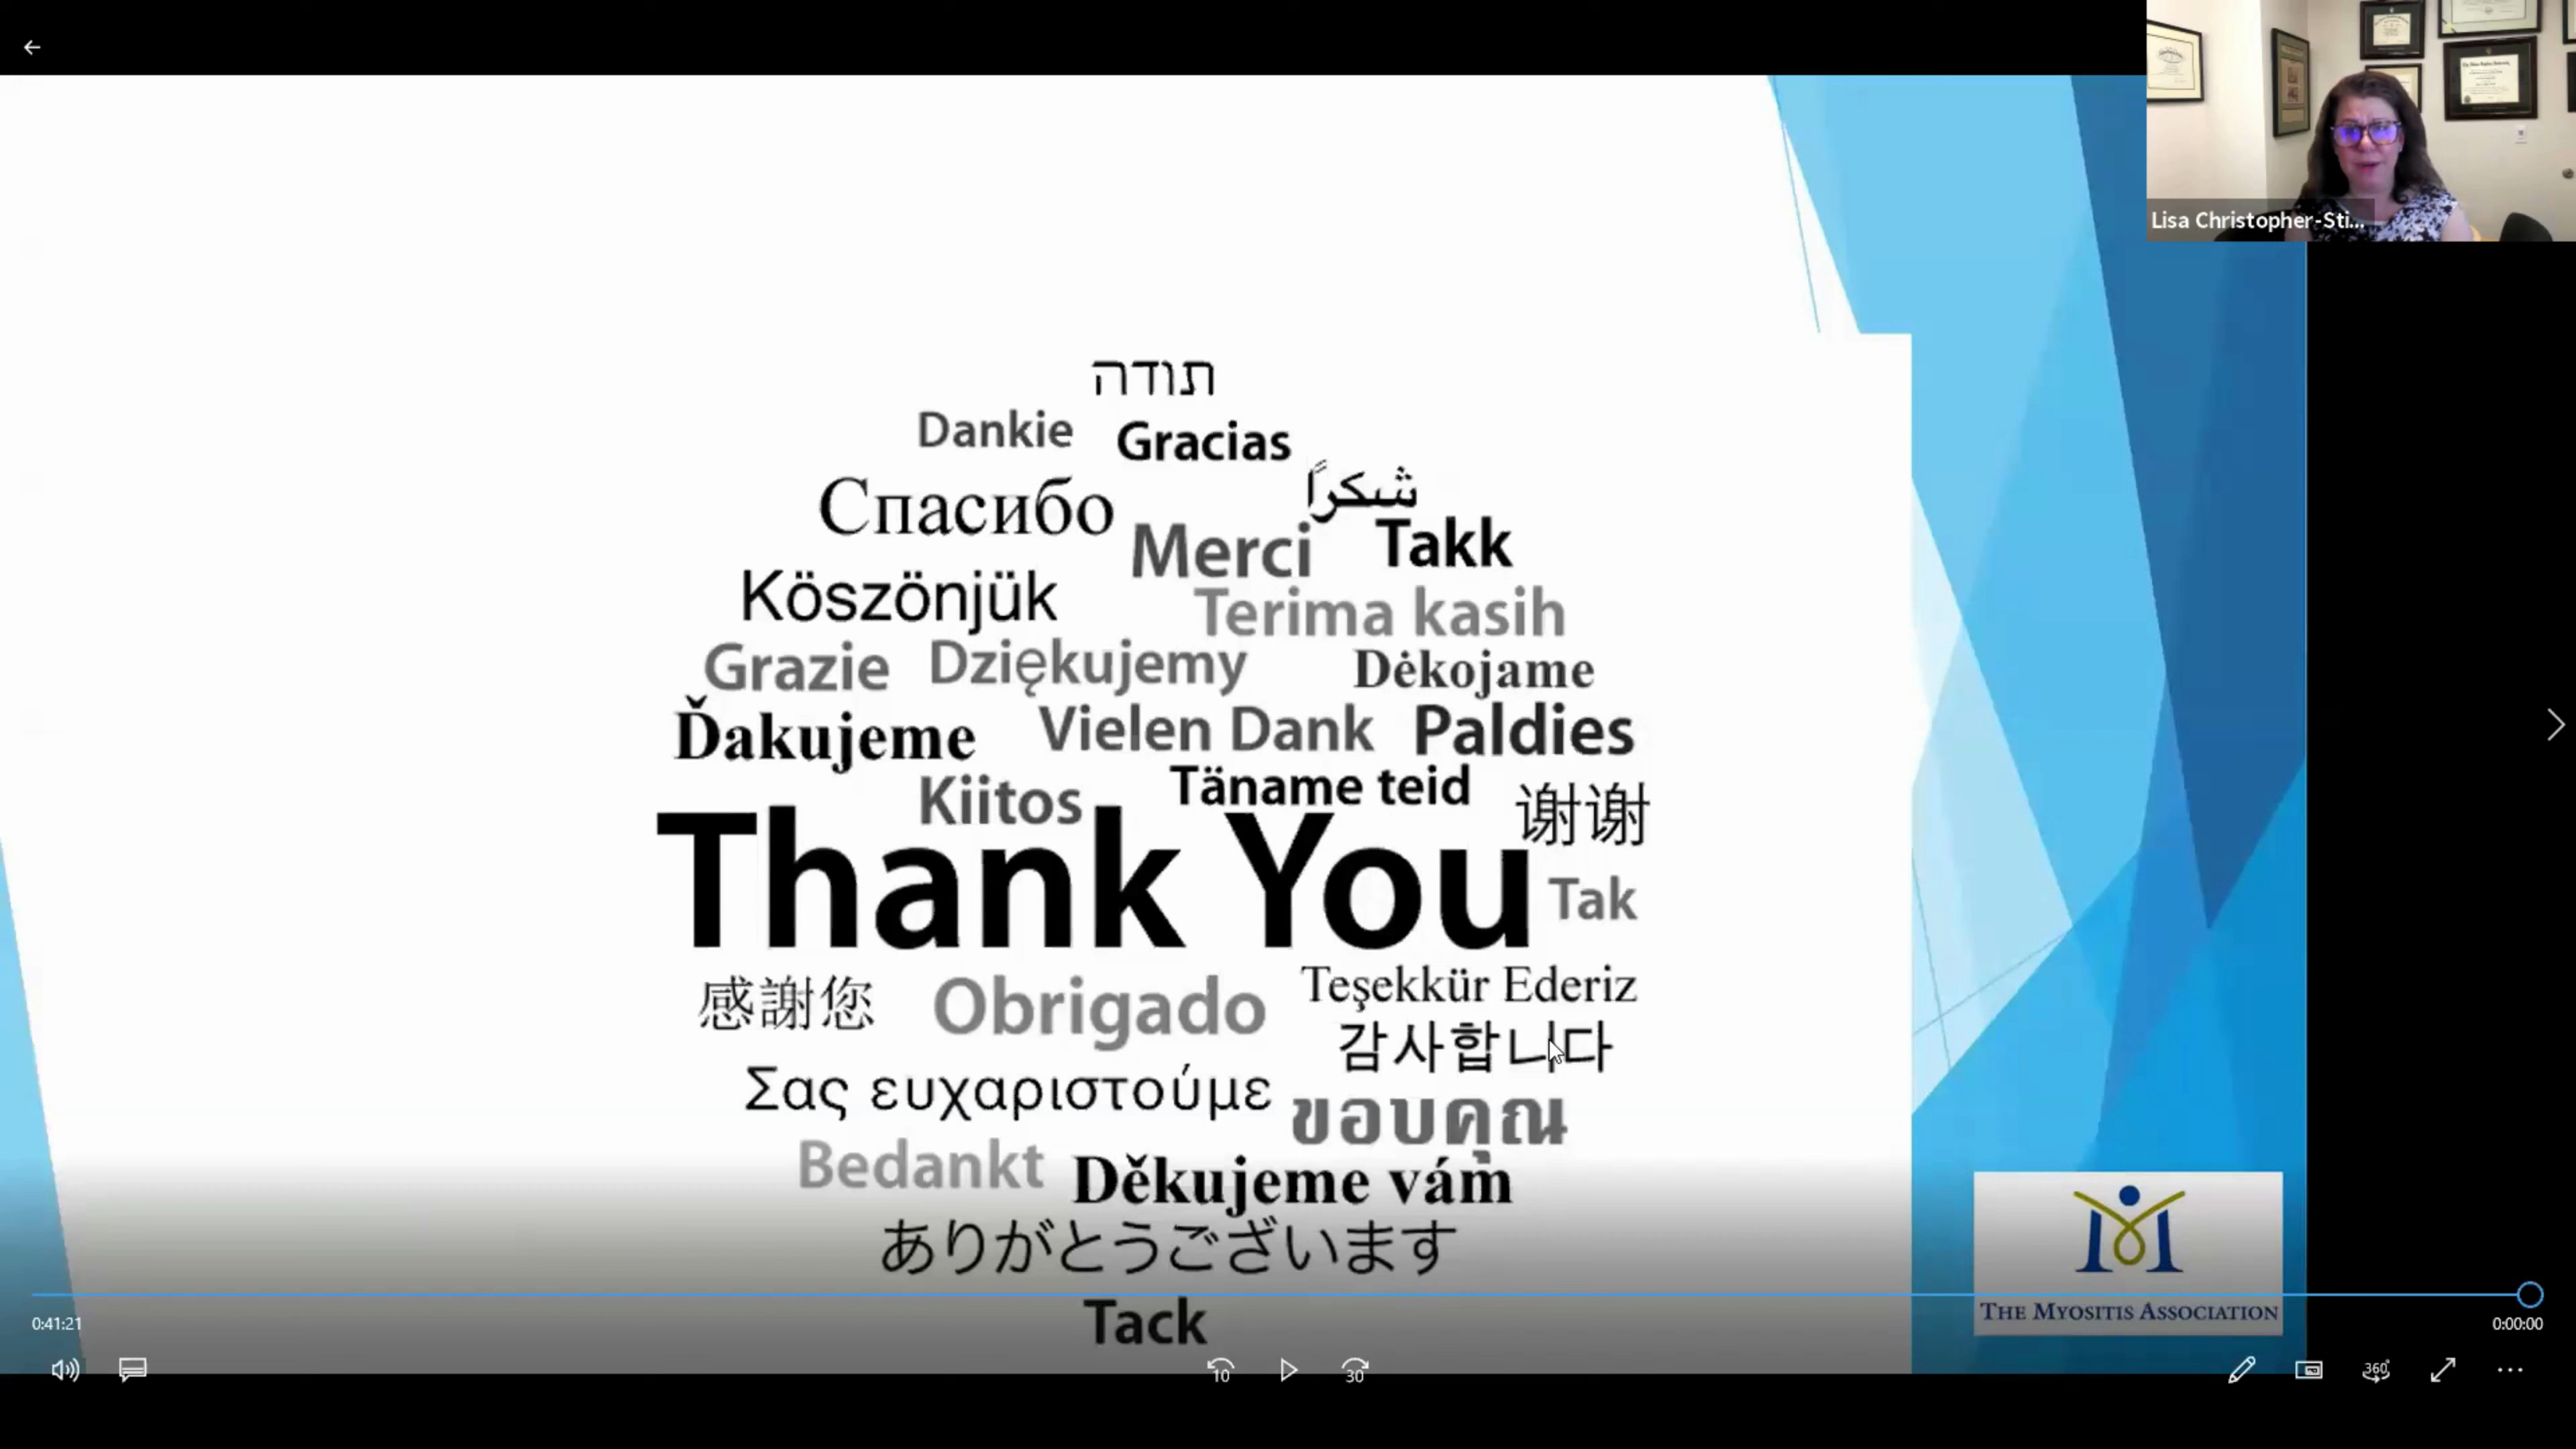 Lisa Christopher-Sti...
תודה
Dankie
Gracias
Спасибо
شكراً
Merci
Takk
Köszönjük
Terima kasih
Grazie
Dziękujemy
Dėkojame
Ďakujeme
Vielen Dank
Paldies
Kiitos
Täname teid
谢谢
Thank You
Tak
感謝您
Obrigado
Teşekkür Ederiz
감사합니다
Σας ευχαριστούμε
ขอบคุณ
Bedankt
Děkujeme vám
ありがとうございます
Tack
THE MYOSITIS ASSOCIATION
0:41:21
0:00:00
10
30
360°